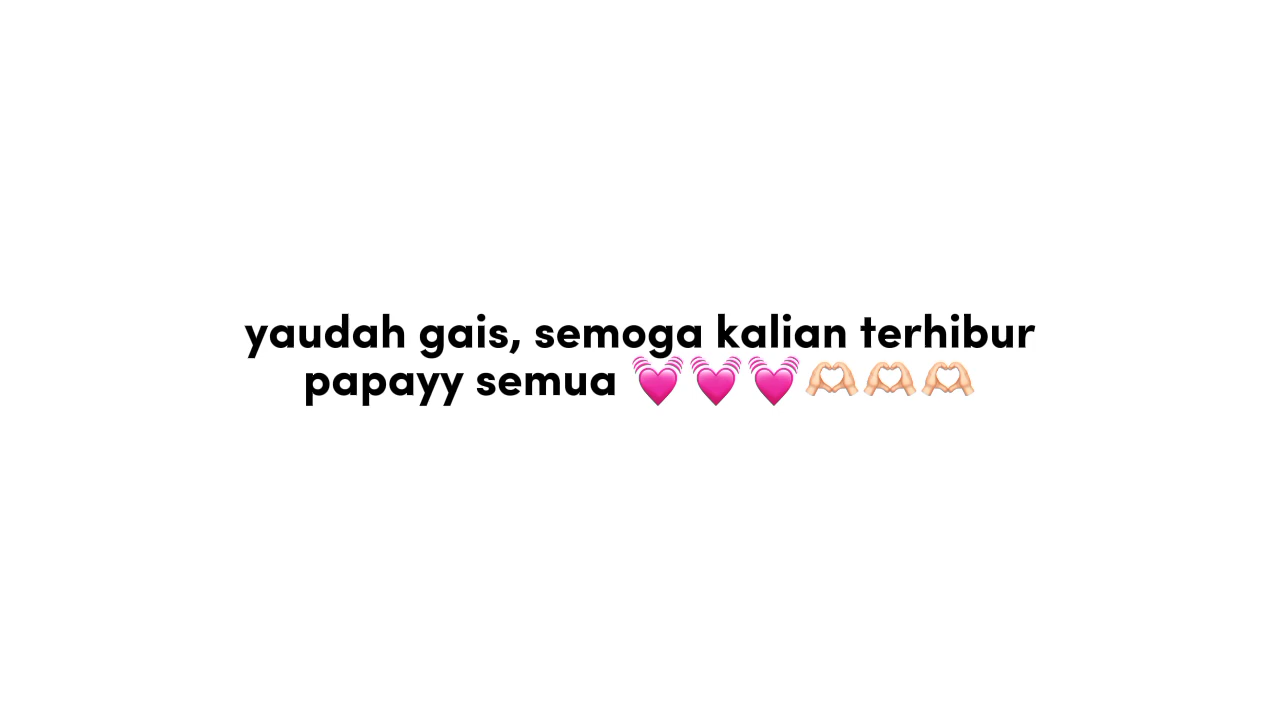 yaudah gais, semoga kalian terhibur
papayy semua 💓💓💓🫶🏻🫶🏻🫶🏻